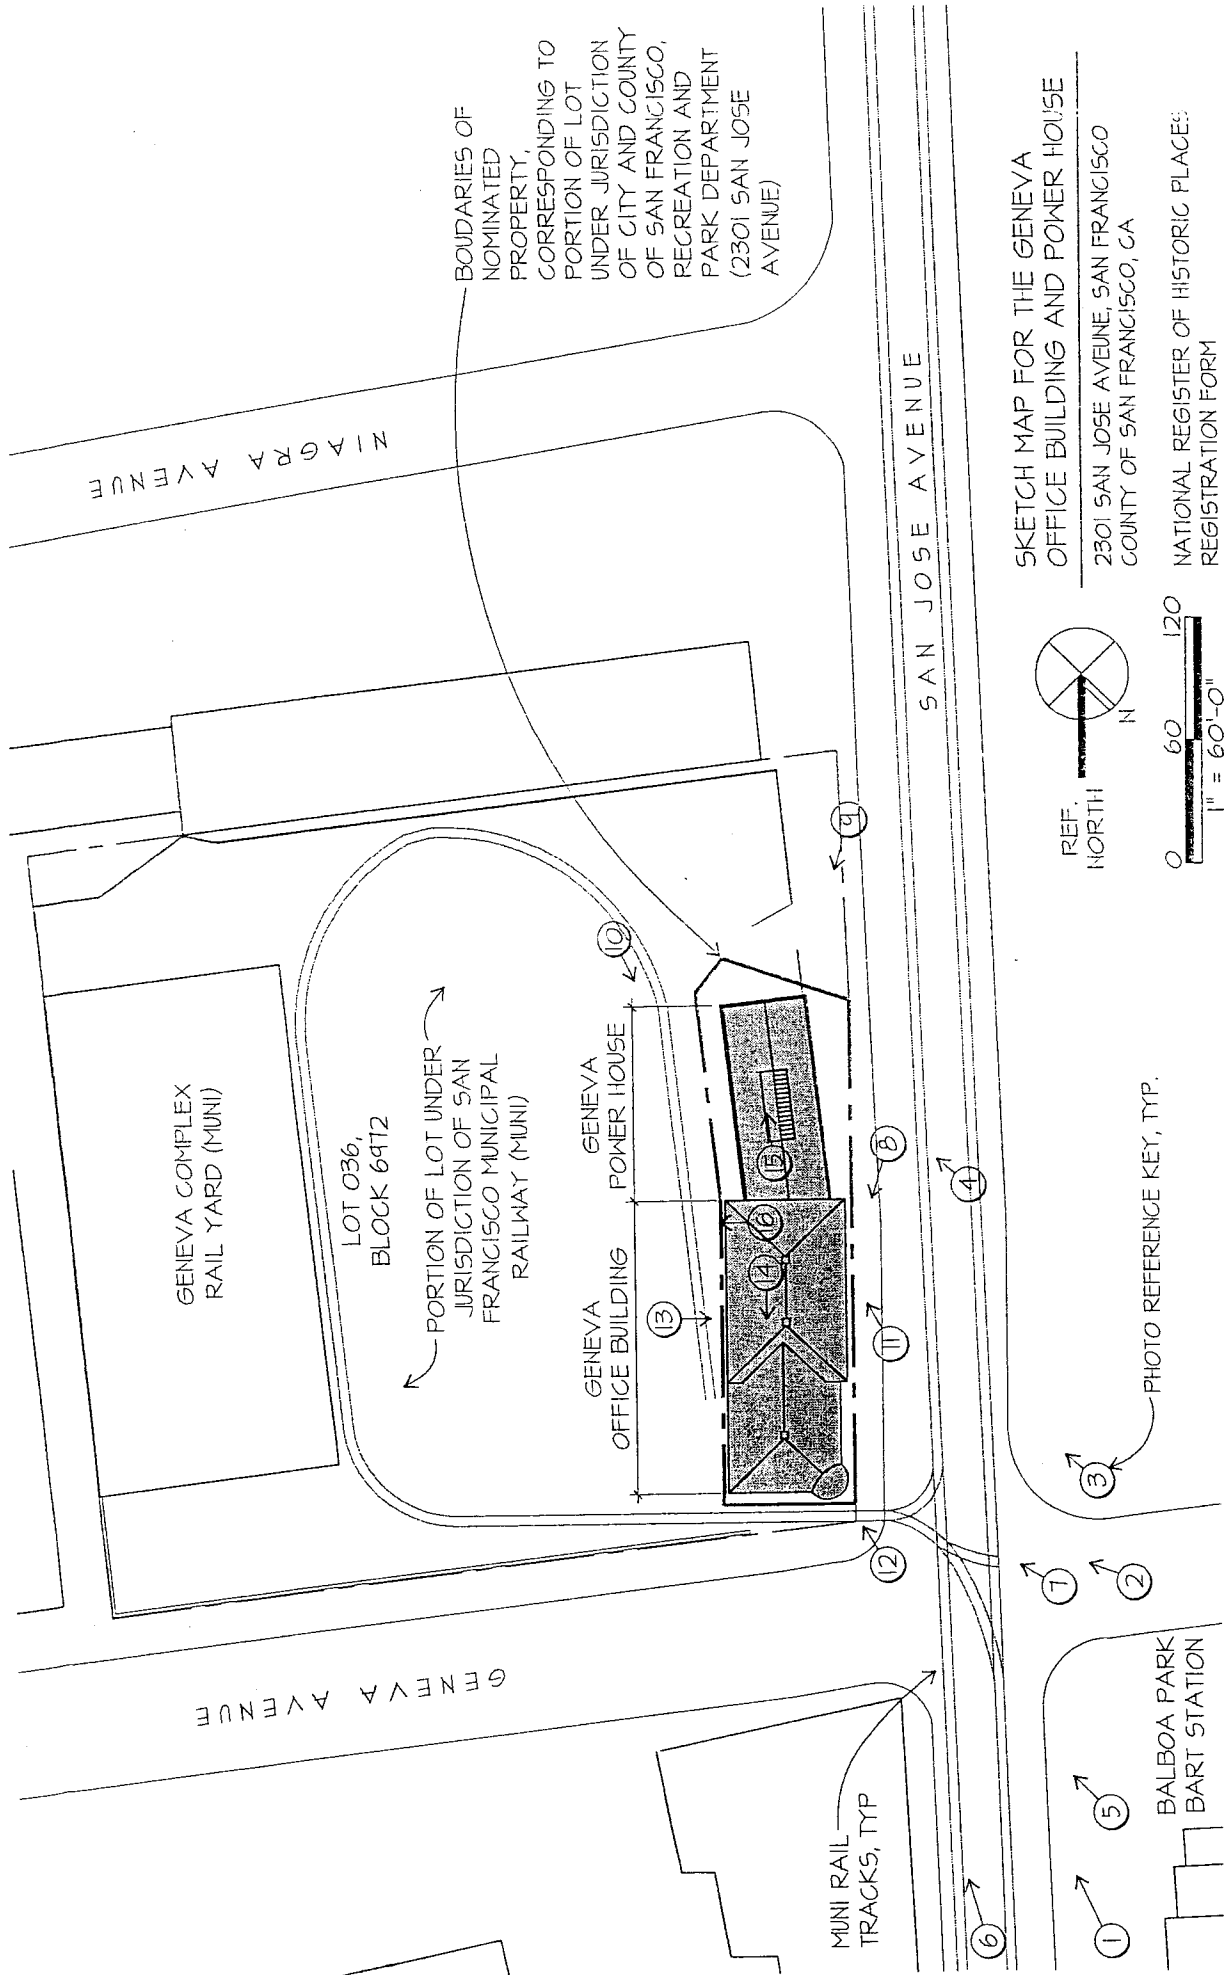 BOUDARIES OF
NOMINATED
PROPERTY,
CORRESPONDING TO
PORTION OF LOT
UNDER JURISDICTION
OF CITY AND COUNTY
OF SAN FRANCISCO,
RECREATION AND
PARK DEPARTMENT
(2301 SAN JOSE
AVENUE)
NIAGRA AVENUE
GENEVA COMPLEX
RAIL YARD (MUNI)
LOT 036,
BLOCK 6972
PORTION OF LOT UNDER
JURISDICTION OF SAN
FRANCISCO MUNICIPAL
RAILWAY (MUNI)
GENEVA
OFFICE BUILDING
GENEVA
POWER HOUSE
10
13
16
15
14
9
8
11
12
4
SAN JOSE AVENUE
GENEVA AVENUE
MUNI RAIL
TRACKS, TYP
6
1
5
7
2
3
BALBOA PARK
BART STATION
PHOTO REFERENCE KEY, TYP.
REF.
NORTH
N
0 60 120
1" = 60'-0"
SKETCH MAP FOR THE GENEVA
OFFICE BUILDING AND POWER HOUSE
2301 SAN JOSE AVEUNE, SAN FRANCISCO
COUNTY OF SAN FRANCISCO, CA
NATIONAL REGISTER OF HISTORIC PLACES
REGISTRATION FORM